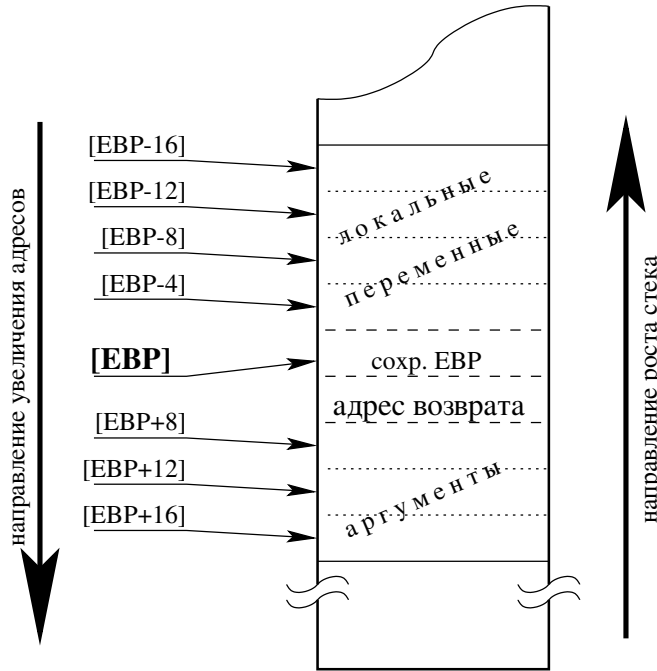 [EBP-16]
[EBP-12]
[EBP-8]
[EBP-4]
[EBP]
[EBP+8]
[EBP+12]
[EBP+16]
локальные
переменные
сохр. EBP
адрес возврата
аргументы
направление увеличения адресов
направление роста стека